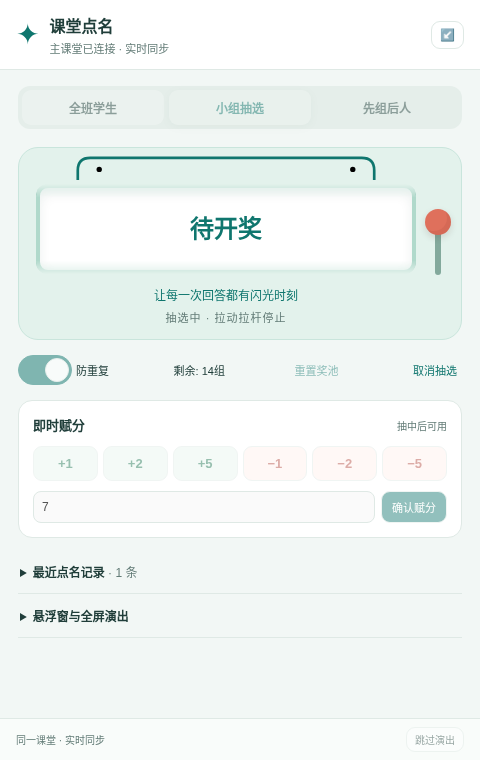 课堂点名
主课堂已连接 · 实时同步
全班学生 小组抽选 先组后人
待开奖
让每一次回答都有闪光时刻
抽选中 · 拉动拉杆停止
防重复 剩余: 14组 重置奖池 取消抽选
即时赋分 抽中后可用
+1 +2 +5 −1 −2 −5
7 确认赋分
最近点名记录 · 1 条
悬浮窗与全屏演出
同一课堂 · 实时同步 跳过演出